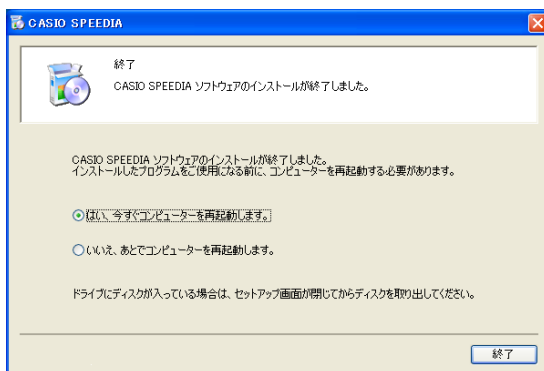 CASIO SPEEDIA
終了
CASIO SPEEDIA ソフトウェアのインストールが終了しました。
CASIO SPEEDIA ソフトウェアのインストールが終了しました。
インストールしたプログラムをご使用になる前に、コンピューターを再起動する必要があります。
はい、今すぐコンピューターを再起動します。
いいえ、あとでコンピューターを再起動します。
ドライブにディスクが入っている場合は、セットアップ画面が閉じてからディスクを取り出してください。
終了